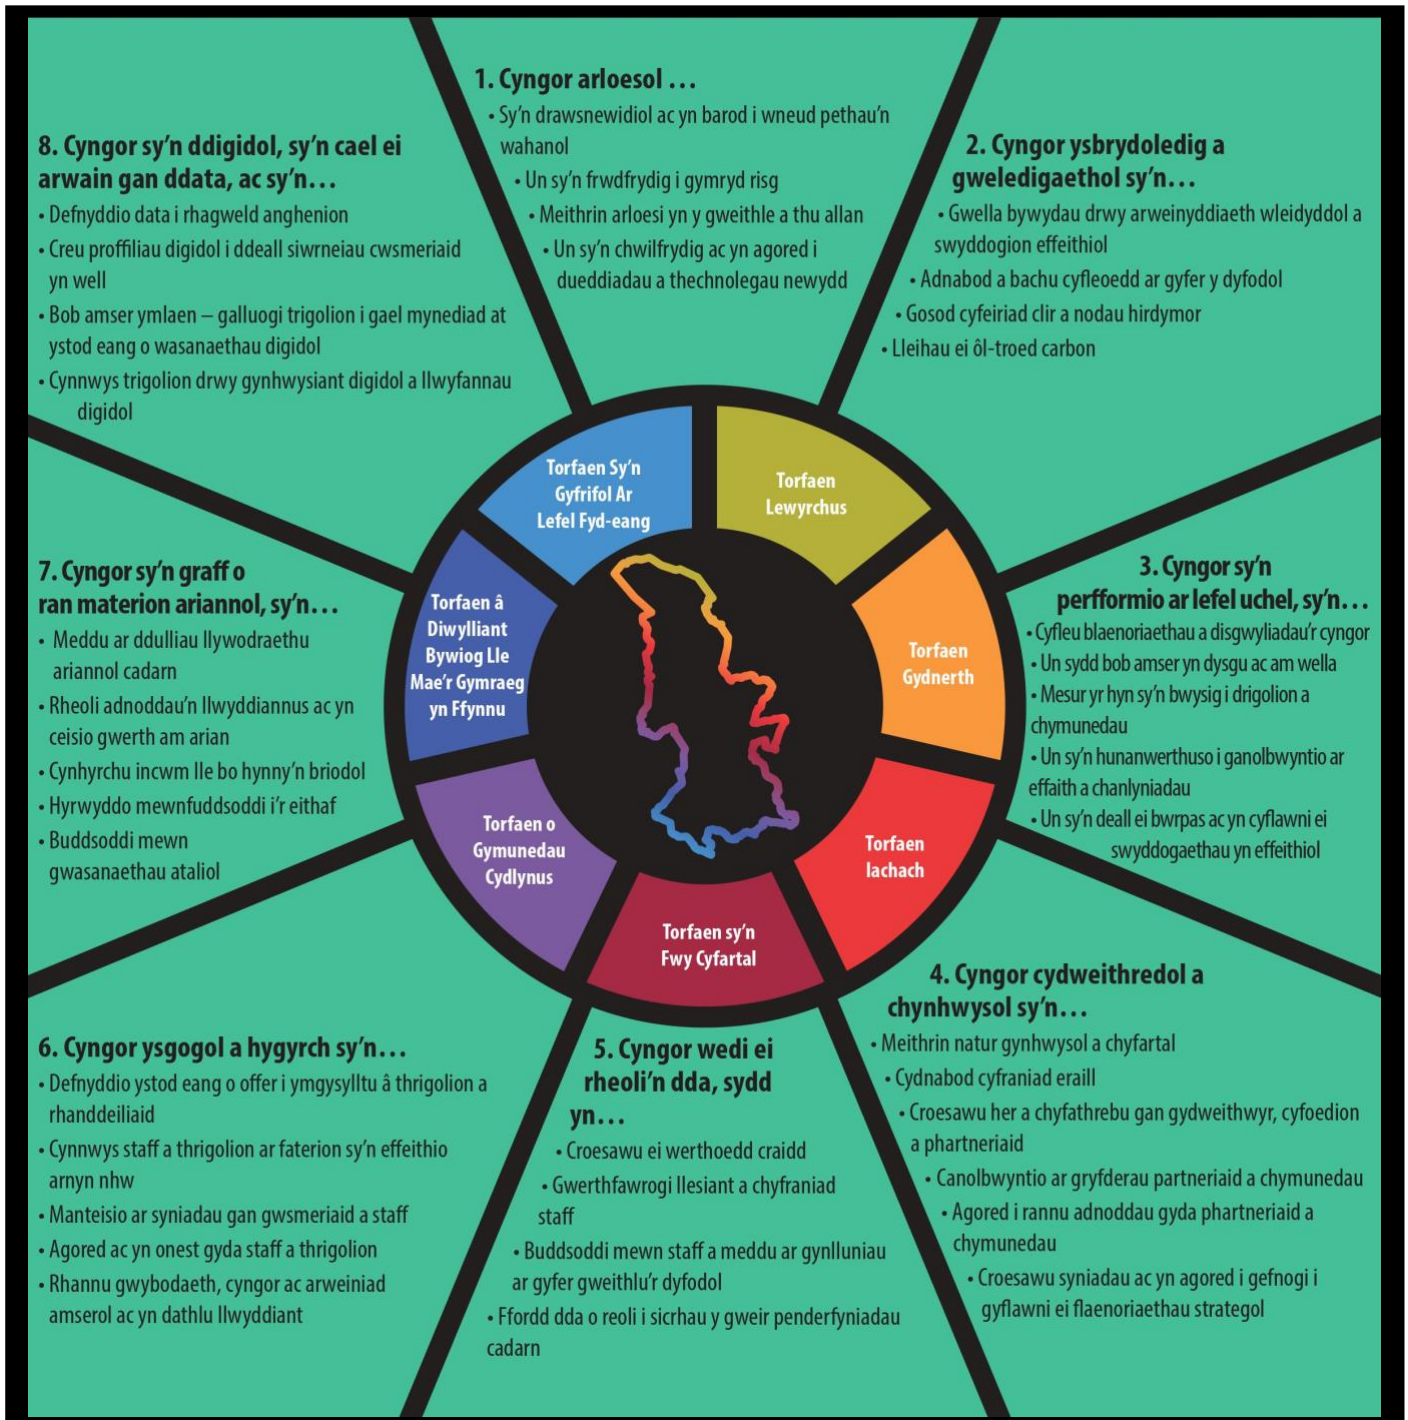 1. Cyngor arloesol …
• Sy’n drawsnewidiol ac yn barod i wneud pethau’n
wahanol
• Un sy’n frwdfrydig i gymryd risg
• Meithrin arloesi yn y gweithle a thu allan
• Un sy’n chwilfrydig ac yn agored i
dueddiadau a thechnolegau newydd
2. Cyngor ysbrydoledig a
gweledigaethol sy’n…
• Gwella bywydau drwy arweinyddiaeth wleidyddol a
swyddogion effeithiol
• Adnabod a bachu cyfleoedd ar gyfer y dyfodol
• Gosod cyfeiriad clir a nodau hirdymor
• Lleihau ei ôl-troed carbon
3. Cyngor sy’n
perfformio ar lefel uchel, sy’n…
• Cyfleu blaenoriaethau a disgwyliadau’r cyngor
• Un sydd bob amser yn dysgu ac am wella
• Mesur yr hyn sy’n bwysig i drigolion a
chymunedau
• Un sy’n hunanwerthuso i ganolbwyntio ar
effaith a chanlyniadau
• Un sy’n deall ei bwrpas ac yn cyflawni ei
swyddogaethau yn effeithiol
4. Cyngor cydweithredol a
chynhwysol sy’n…
• Meithrin natur gynhwysol a chyfartal
• Cydnabod cyfraniad eraill
• Croesawu her a chyfathrebu gan gydweithwyr, cyfoedion
a phartneriaid
• Canolbwyntio ar gryfderau partneriaid a chymunedau
• Agored i rannu adnoddau gyda phartneriaid a
chymunedau
• Croesawu syniadau ac yn agored i gefnogi i
gyflawni ei flaenoriaethau strategol
5. Cyngor wedi ei
rheoli’n dda, sydd
yn…
• Croesawu ei werthoedd craidd
• Gwerthfawrogi llesiant a chyfraniad
staff
• Buddsoddi mewn staff a meddu ar gynlluniau
ar gyfer gweithlu’r dyfodol
• Ffordd dda o reoli i sicrhau y gweir penderfyniadau
cadarn
6. Cyngor ysgogol a hygyrch sy’n…
• Defnyddio ystod eang o offer i ymgysylltu â thrigolion a
rhanddeiliaid
• Cynnwys staff a thrigolion ar faterion sy’n effeithio
arnyn nhw
• Manteisio ar syniadau gan gwsmeriaid a staff
• Agored ac yn onest gyda staff a thrigolion
• Rhannu gwybodaeth, cyngor ac arweiniad
amserol ac yn dathlu llwyddiant
7. Cyngor sy’n graff o
ran materion ariannol, sy’n…
• Meddu ar ddulliau llywodraethu
ariannol cadarn
• Rheoli adnoddau’n llwyddiannus ac yn
ceisio gwerth am arian
• Cynhyrchu incwm lle bo hynny’n briodol
• Hyrwyddo mewnfuddsoddi i’r eithaf
• Buddsoddi mewn
gwasanaethau ataliol
8. Cyngor sy’n ddigidol, sy’n cael ei
arwain gan ddata, ac sy’n…
• Defnyddio data i rhagweld anghenion
• Creu proffiliau digidol i ddeall siwrneiau cwsmeriaid
yn well
• Bob amser ymlaen – galluogi trigolion i gael mynediad at
ystod eang o wasanaethau digidol
• Cynnwys trigolion drwy gynhwysiant digidol a llwyfannau
digidol
Torfaen
Lewyrchus
Torfaen
Gydnerth
Torfaen
Iachach
Torfaen sy’n
Fwy Cyfartal
Torfaen o
Gymunedau
Cydlynus
Torfaen â
Diwylliant
Bywiog Lle
Mae’r Gymraeg
yn Ffynnu
Torfaen Sy’n
Gyfrifol Ar
Lefel Fyd-eang